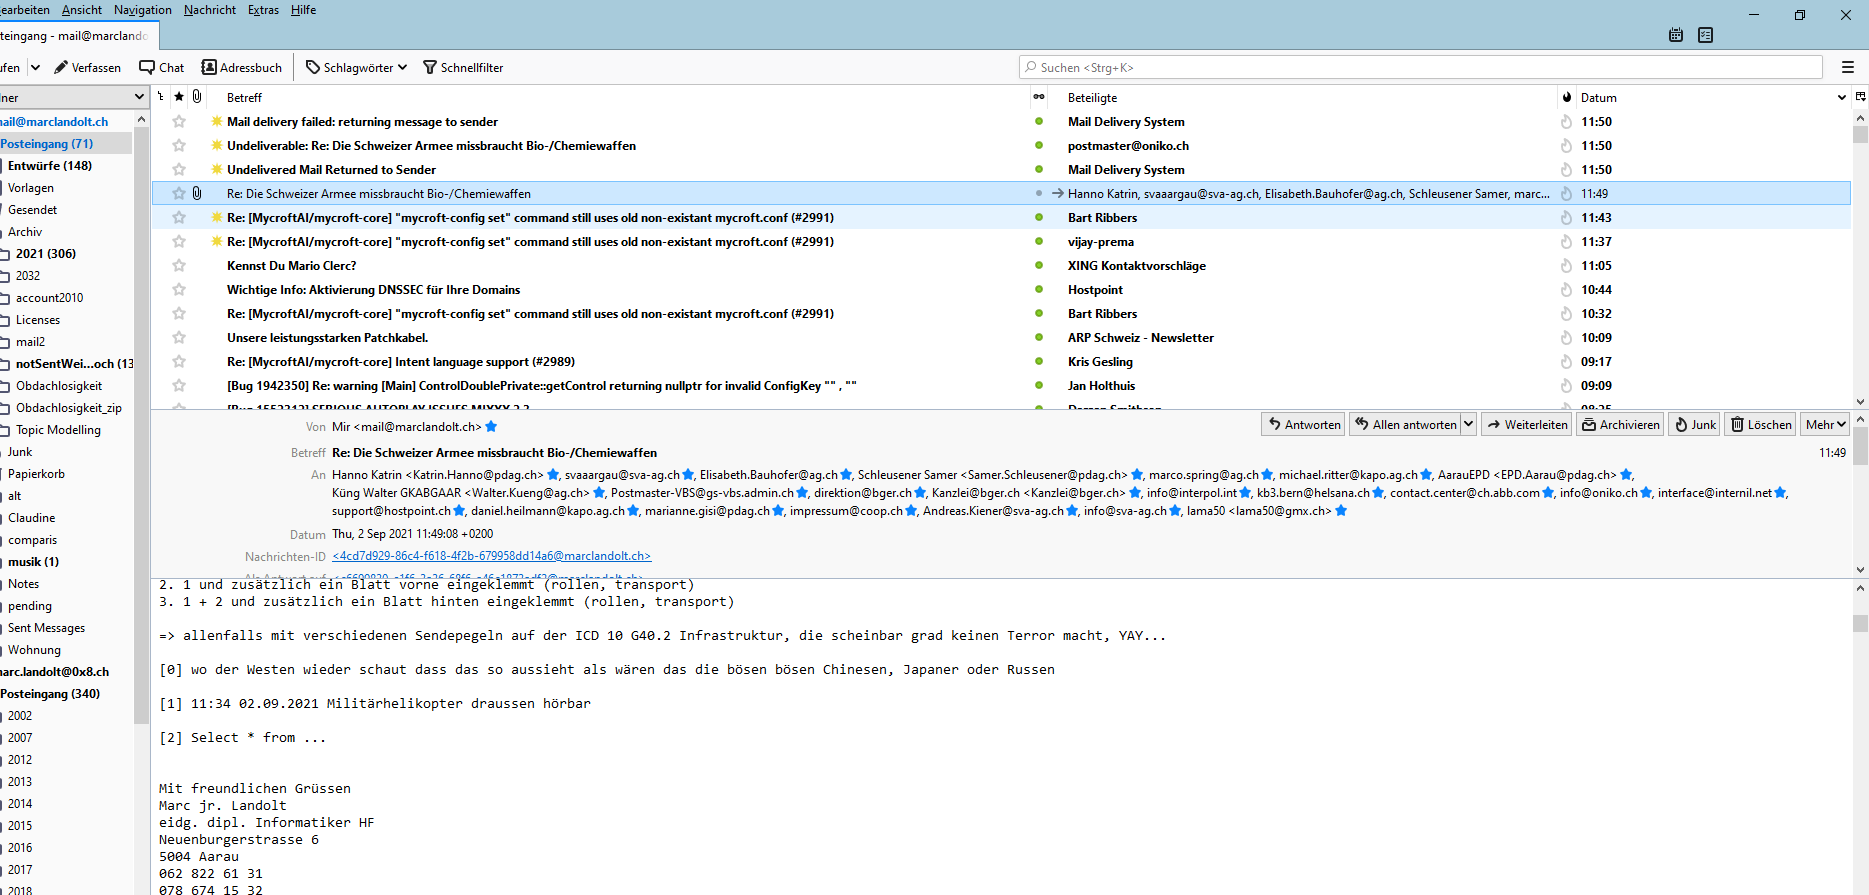 earbeiten Ansicht Navigation Nachricht Extras Hilfe
teingang - mail@marclando
ufen Verfassen Chat Adressbuch Schlagwörter Schnellfilter Suchen <Strg+K>
Betreff Beteiligte Datum
Mail delivery failed: returning message to sender Mail Delivery System 11:50
Undeliverable: Re: Die Schweizer Armee missbraucht Bio-/Chemiewaffen postmaster@oniko.ch 11:50
Undelivered Mail Returned to Sender Mail Delivery System 11:50
Re: Die Schweizer Armee missbraucht Bio-/Chemiewaffen Hanno Katrin, svaaargau@sva-ag.ch, Elisabeth.Bauhofer@ag.ch, Schleusener Samer, marc... 11:49
Re: [MycroftAI/mycroft-core] "mycroft-config set" command still uses old non-existant mycroft.conf (#2991) Bart Ribbers 11:43
Re: [MycroftAI/mycroft-core] "mycroft-config set" command still uses old non-existant mycroft.conf (#2991) vijay-prema 11:37
Kennst Du Mario Clerc? XING Kontaktvorschläge 11:05
Wichtige Info: Aktivierung DNSSEC für Ihre Domains Hostpoint 10:44
Re: [MycroftAI/mycroft-core] "mycroft-config set" command still uses old non-existant mycroft.conf (#2991) Bart Ribbers 10:32
Unsere leistungsstarken Patchkabel. ARP Schweiz - Newsletter 10:09
Re: [MycroftAI/mycroft-core] Intent language support (#2989) Kris Gesling 09:17
[Bug 1942350] Re: warning [Main] ControlDoublePrivate::getControl returning nullptr for invalid ConfigKey "" , "" Jan Holthuis 09:09
ner
nail@marclandolt.ch
Posteingang (71)
Entwürfe (148)
Vorlagen
Gesendet
Archiv
2021 (306)
2032
account2010
Licenses
mail2
notSentWei...och (13
Obdachlosigkeit
Obdachlosigkeit_zip
Topic Modelling
Junk
Papierkorb
alt
Claudine
comparis
musik (1)
Notes
pending
Sent Messages
Wohnung
narc.landolt@0x8.ch
Posteingang (340)
2002
2007
2012
2013
2014
2015
2016
2017
2018
Von Mir <mail@marclandolt.ch> Antworten Allen antworten Weiterleiten Archivieren Junk Löschen Mehr
Betreff Re: Die Schweizer Armee missbraucht Bio-/Chemiewaffen 11:49
An Hanno Katrin <Katrin.Hanno@pdag.ch> , svaaargau@sva-ag.ch , Elisabeth.Bauhofer@ag.ch , Schleusener Samer <Samer.Schleusener@pdag.ch> , marco.spring@ag.ch , michael.ritter@kapo.ag.ch , AarauEPD <EPD.Aarau@pdag.ch> ,
Küng Walter GKABGAAR <Walter.Kueng@ag.ch> , Postmaster-VBS@gs-vbs.admin.ch , direktion@bger.ch , Kanzlei@bger.ch <Kanzlei@bger.ch> , info@interpol.int , kb3.bern@helsana.ch , contact.center@ch.abb.com , info@oniko.ch , interface@internil.net ,
support@hostpoint.ch , daniel.heilmann@kapo.ag.ch , marianne.gisi@pdag.ch , impressum@coop.ch , Andreas.Kiener@sva-ag.ch , info@sva-ag.ch , lama50 <lama50@gmx.ch>
Datum Thu, 2 Sep 2021 11:49:08 +0200
Nachrichten-ID <4cd7d929-86c4-f618-4f2b-679958dd14a6@marclandolt.ch>
2. 1 und zusätzlich ein Blatt vorne eingeklemmt (rollen, transport)
3. 1 + 2 und zusätzlich ein Blatt hinten eingeklemmt (rollen, transport)
=> allenfalls mit verschiedenen Sendepegeln auf der ICD 10 G40.2 Infrastruktur, die scheinbar grad keinen Terror macht, YAY...
[0] wo der Westen wieder schaut dass das so aussieht als wären das die bösen bösen Chinesen, Japaner oder Russen
[1] 11:34 02.09.2021 Militärhelikopter draussen hörbar
[2] Select * from ...
Mit freundlichen Grüssen
Marc jr. Landolt
eidg. dipl. Informatiker HF
Neuenburgerstrasse 6
5004 Aarau
062 822 61 31
078 674 15 32